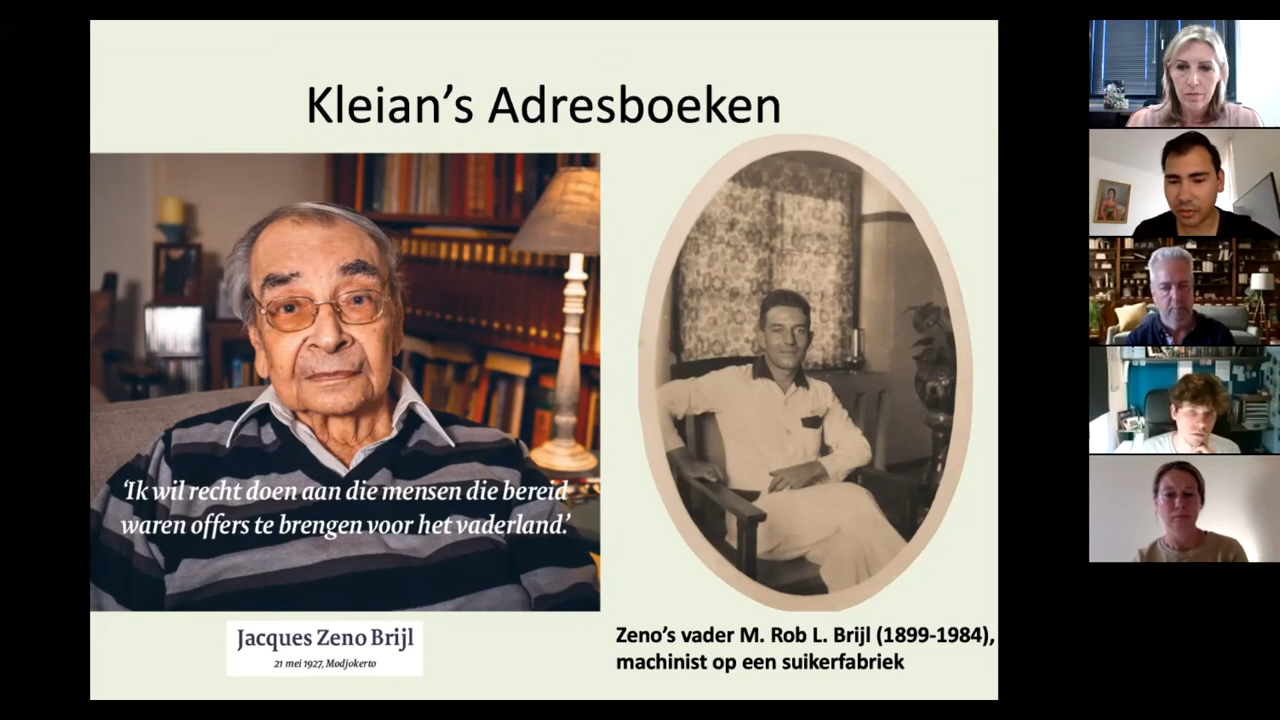 Kleian's Adresboeken
‘Ik wil recht doen aan die mensen die bereid
waren offers te brengen voor het vaderland.’
Jacques Zeno Brijl
21 mei 1927, Modjokerto
Zeno’s vader M. Rob L. Brijl (1899-1984),
machinist op een suikerfabriek